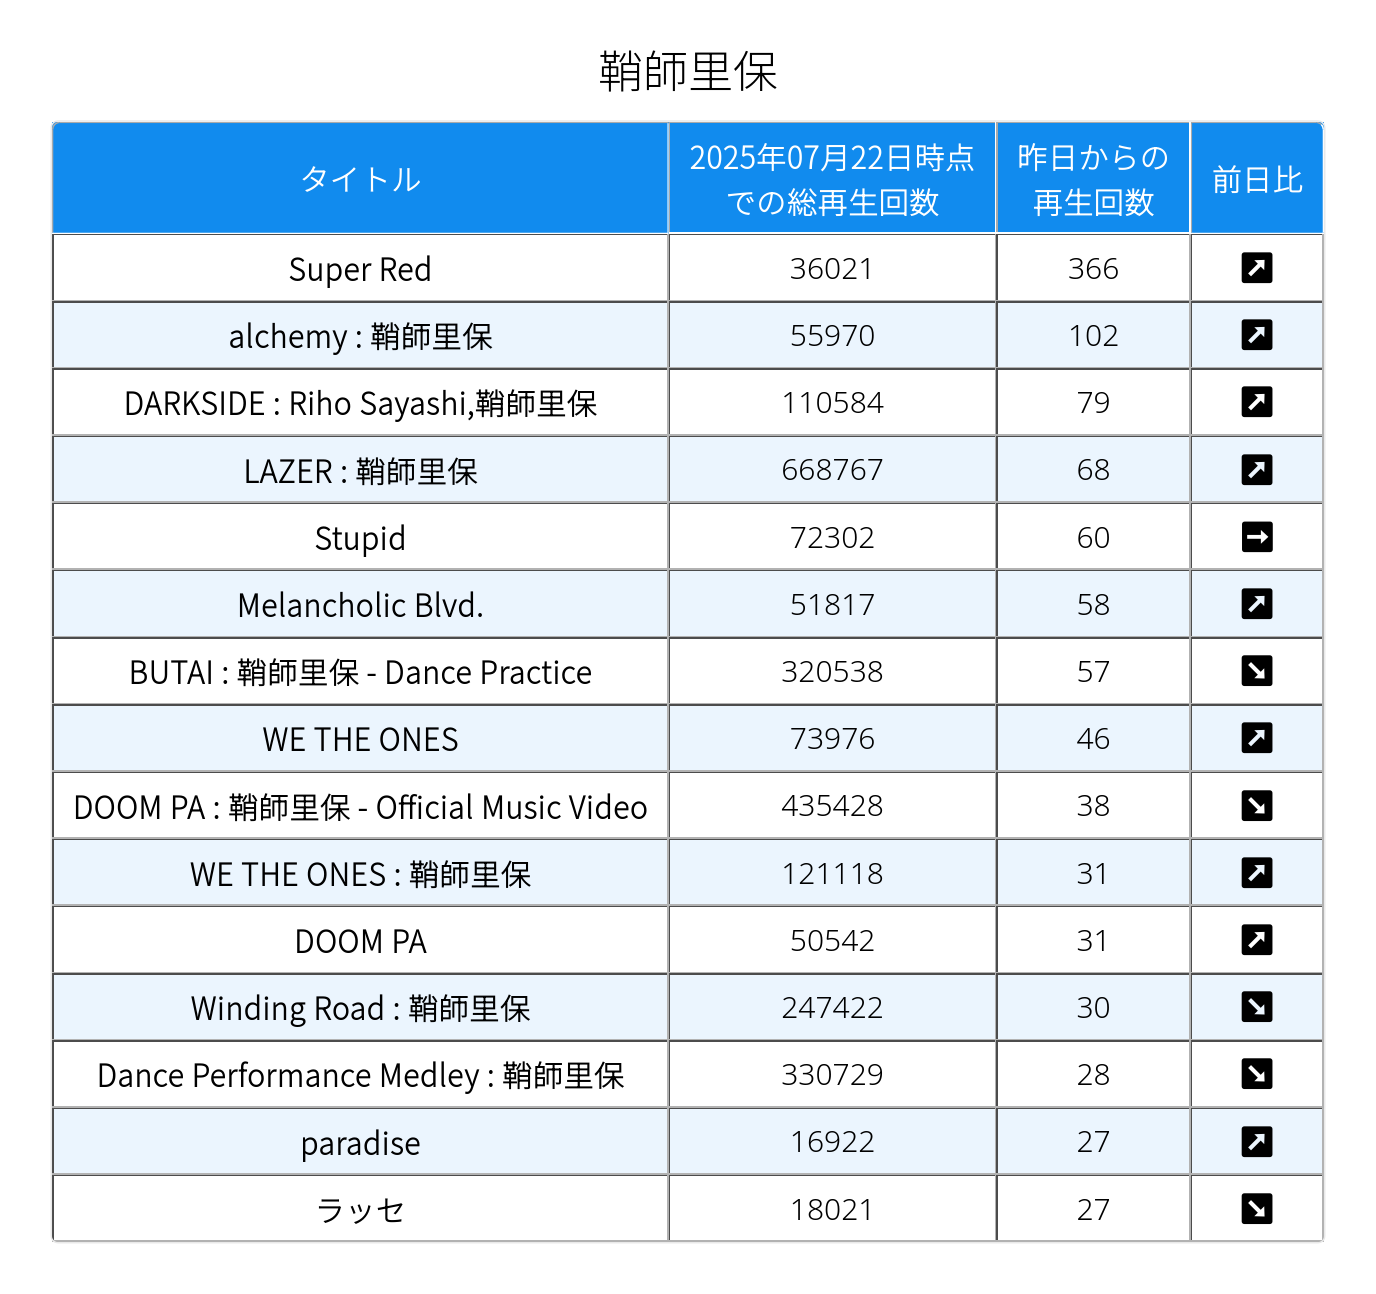 鞘師里保
タイトル
2025年07月22日時点
での総再生回数
昨日からの
再生回数
前日比
Super Red 36021 366 ↗
alchemy : 鞘師里保 55970 102 ↗
DARKSIDE : Riho Sayashi,鞘師里保 110584 79 ↗
LAZER : 鞘師里保 668767 68 ↗
Stupid 72302 60 →
Melancholic Blvd. 51817 58 ↗
BUTAI : 鞘師里保 - Dance Practice 320538 57 ↘
WE THE ONES 73976 46 ↗
DOOM PA : 鞘師里保 - Official Music Video 435428 38 ↘
WE THE ONES : 鞘師里保 121118 31 ↗
DOOM PA 50542 31 ↗
Winding Road : 鞘師里保 247422 30 ↘
Dance Performance Medley : 鞘師里保 330729 28 ↘
paradise 16922 27 ↗
ラッセ 18021 27 ↘